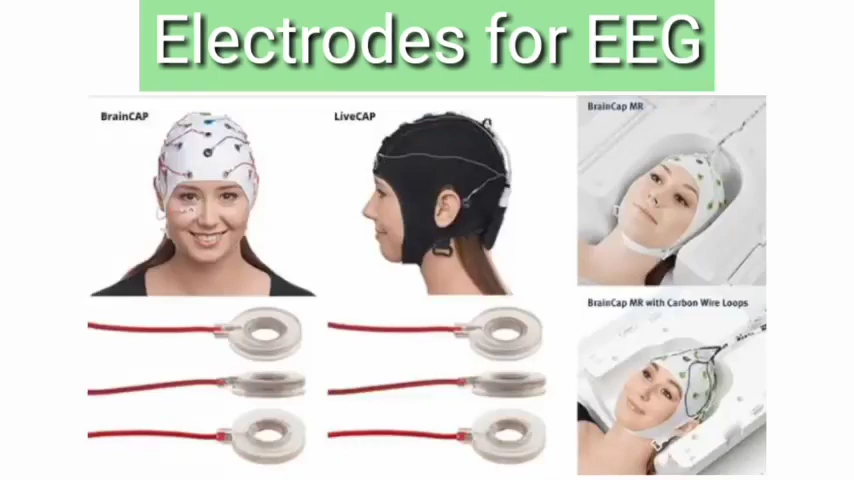 Electrodes for EEG
BrainCAP
LiveCAP
BrainCap MR
BrainCap MR with Carbon Wire Loops